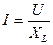 I = U / X_L